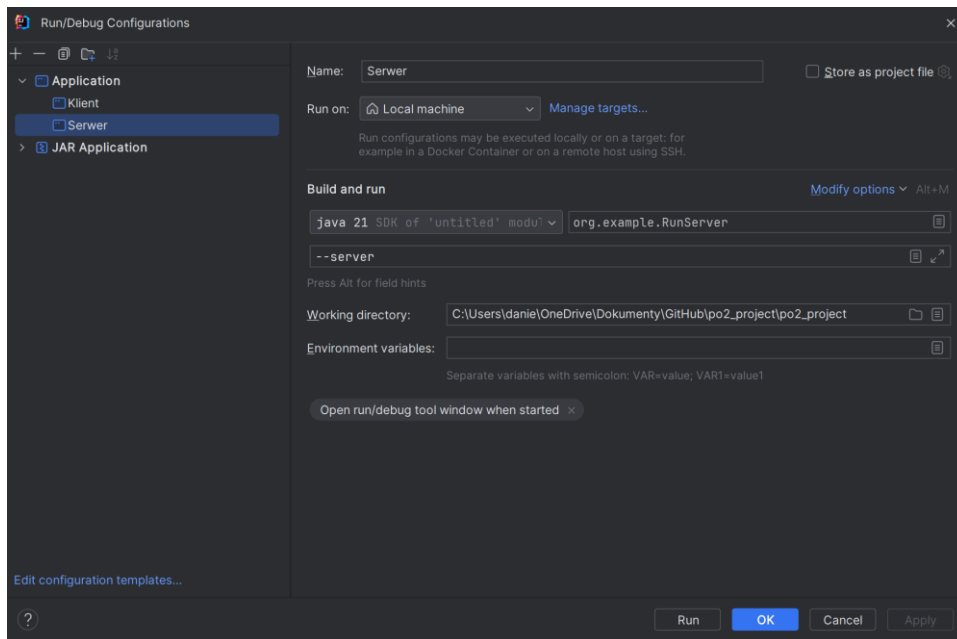 Run/Debug Configurations
Application
Klient
Serwer
JAR Application
Edit configuration templates...
Name: Serwer Store as project file
Run on: Local machine Manage targets...
Run configurations may be executed locally or on a target: for
example in a Docker Container or on a remote host using SSH.
Build and run Modify options Alt+M
java 21 SDK of 'untitled' modul org.example.RunServer
--server
Press Alt for field hints
Working directory: C:\Users\danie\OneDrive\Dokumenty\GitHub\po2_project\po2_project
Environment variables:
Separate variables with semicolon: VAR=value; VAR1=value1
Open run/debug tool window when started
? Run OK Cancel Apply